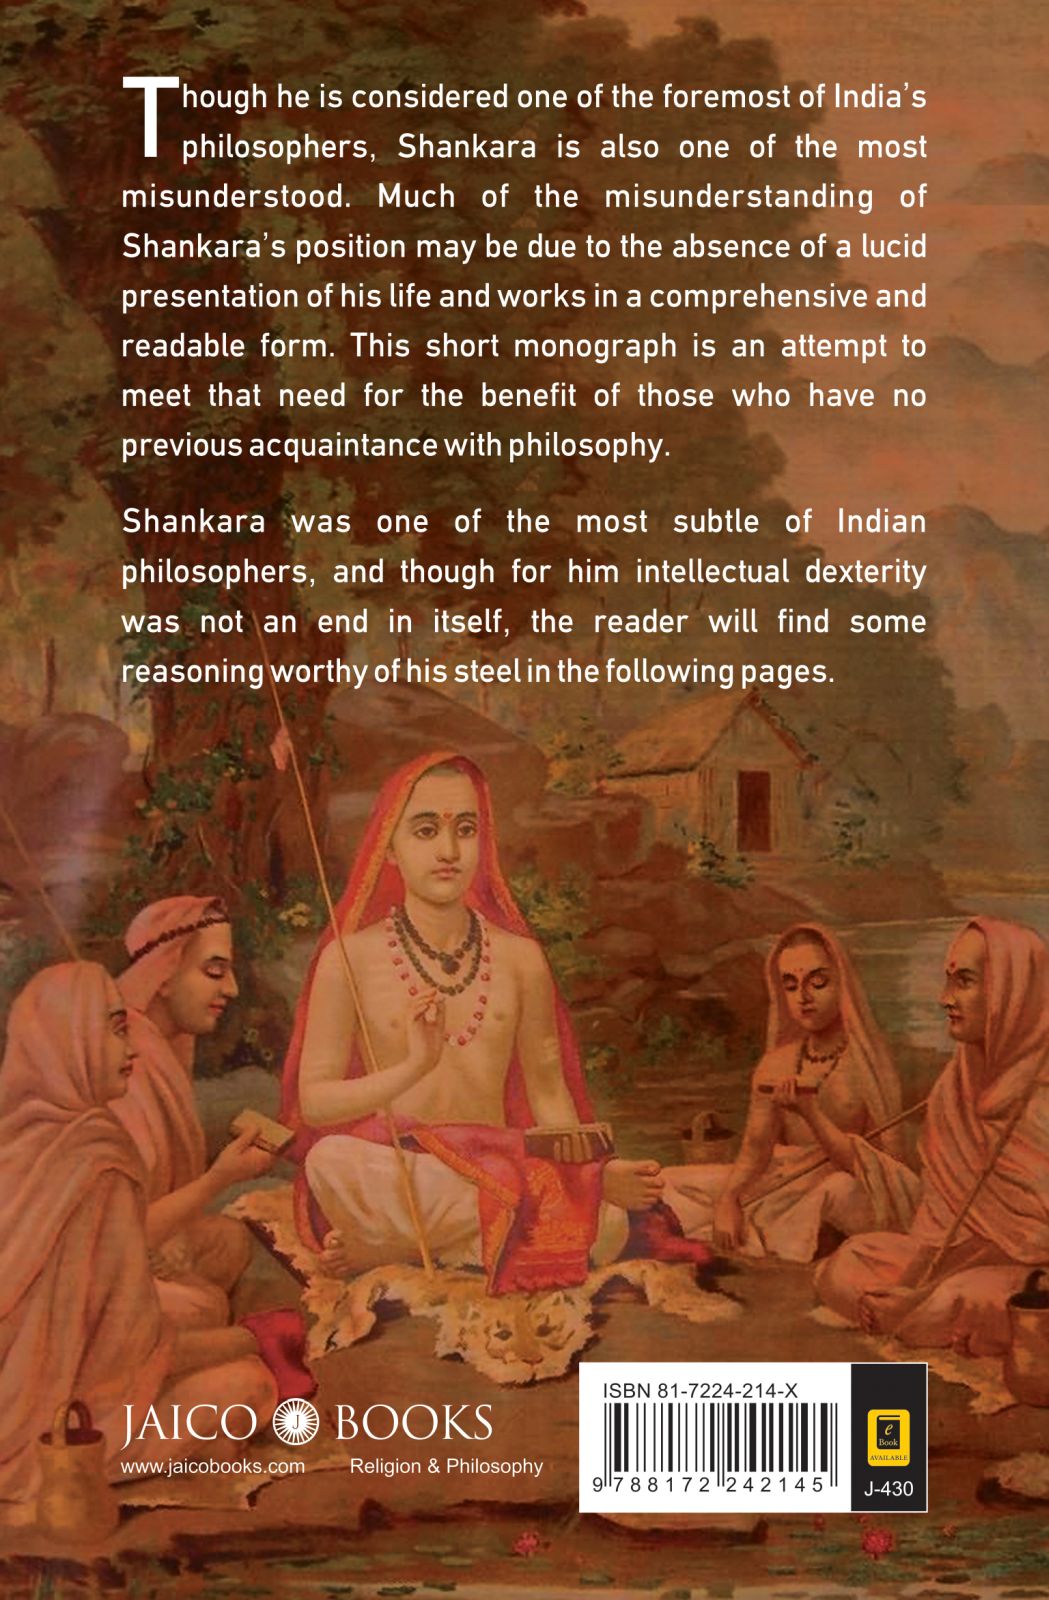 Though he is considered one of the foremost of India's
philosophers, Shankara is also one of the most
misunderstood. Much of the misunderstanding of
Shankara's position may be due to the absence of a lucid
presentation of his life and works in a comprehensive and
readable form. This short monograph is an attempt to
meet that need for the benefit of those who have no
previous acquaintance with philosophy.
Shankara was one of the most subtle of Indian
philosophers, and though for him intellectual dexterity
was not an end in itself, the reader will find some
reasoning worthy of his steel in the following pages.
JAICO J BOOKS
www.jaicobooks.com Religion & Philosophy
ISBN 81-7224-214-X
9 788172 242145
e
Book
AVAILABLE
J-430